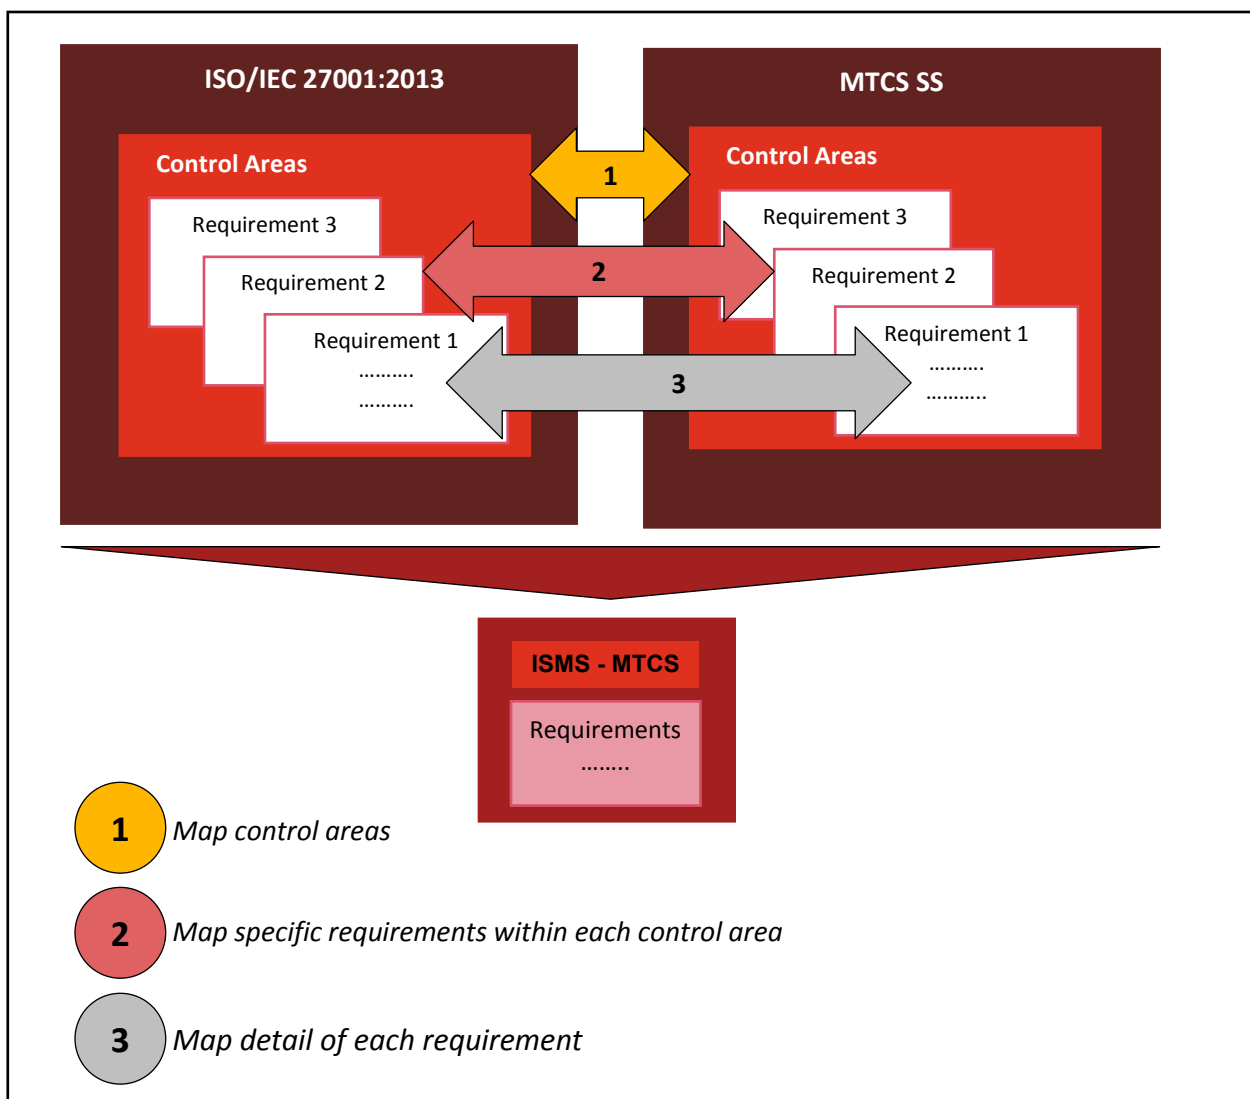 ISO/IEC 27001:2013
Control Areas
Requirement 3
Requirement 2
Requirement 1
……….
……….
MTCS SS
Control Areas
Requirement 3
Requirement 2
Requirement 1
……….
………..
1
2
3
ISMS - MTCS
Requirements
……..
1 Map control areas
2 Map specific requirements within each control area
3 Map detail of each requirement